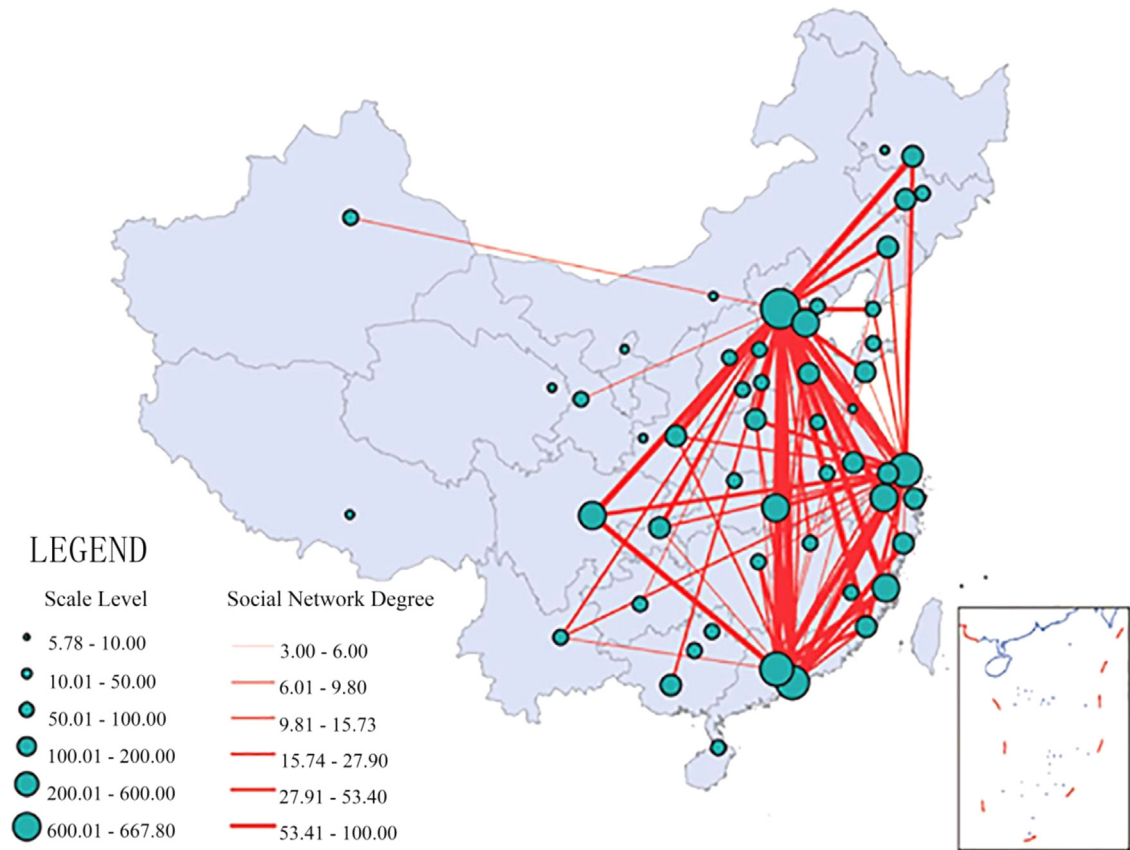 LEGEND
Scale Level
5.78 - 10.00
10.01 - 50.00
50.01 - 100.00
100.01 - 200.00
200.01 - 600.00
600.01 - 667.80
Social Network Degree
3.00 - 6.00
6.01 - 9.80
9.81 - 15.73
15.74 - 27.90
27.91 - 53.40
53.41 - 100.00